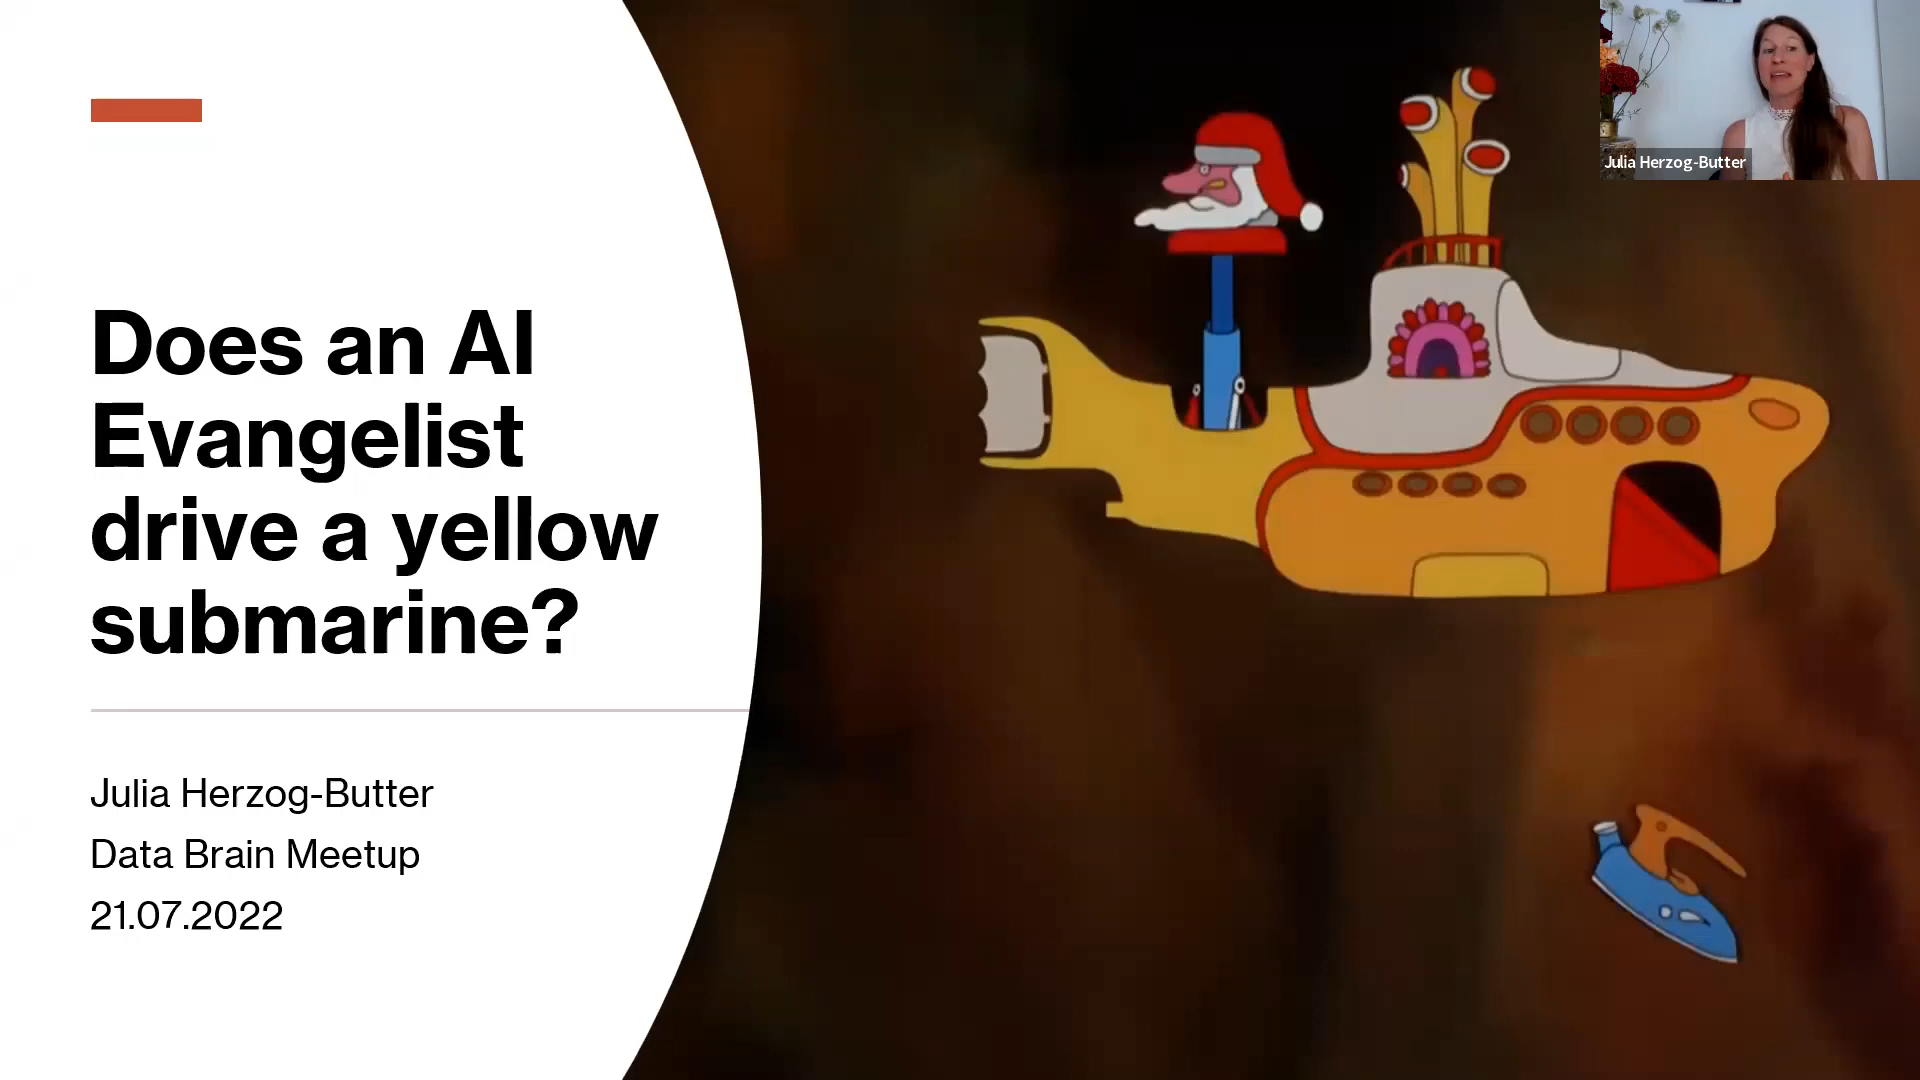 Does an AI
Evangelist
drive a yellow
submarine?
Julia Herzog-Butter
Data Brain Meetup
21.07.2022
Julia Herzog-Butter